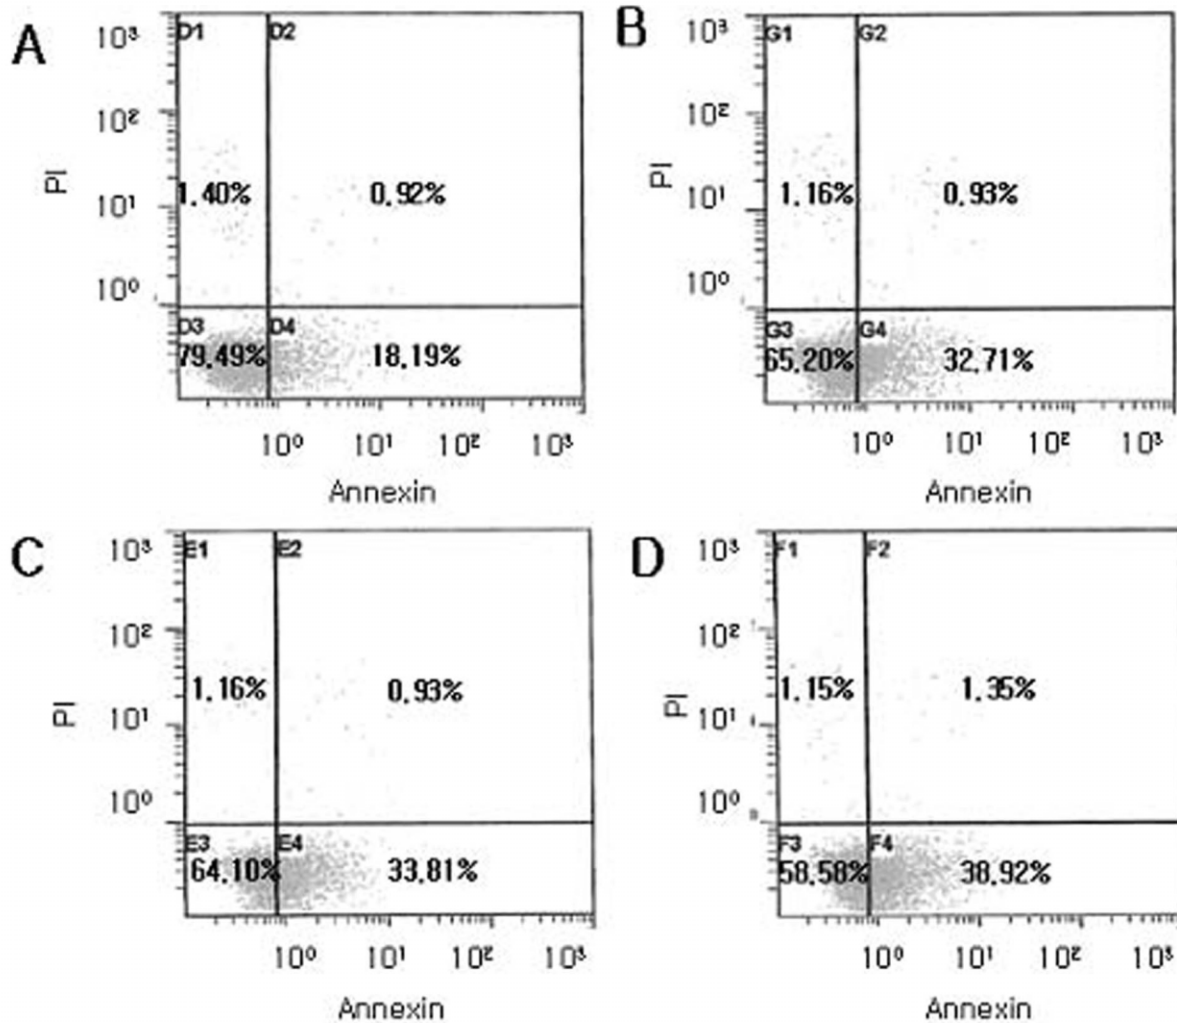 A
10³
D1
D2
10²
PI
1.40%
0.92%
10¹
10⁰
D3
D4
79.49%
18.19%
10⁰ 10¹ 10² 10³
Annexin
B
10³
G1
G2
10²
PI
1.16%
0.93%
10¹
10⁰
G3
G4
65.20%
32.71%
10⁰ 10¹ 10² 10³
Annexin
C
10³
E1
E2
10²
PI
1.16%
0.93%
10¹
10⁰
E3
E4
64.10%
33.81%
10⁰ 10¹ 10² 10³
Annexin
D
10³
F1
F2
10²
PI
1.15%
1.35%
10¹
10⁰
F3
F4
58.58%
38.92%
10⁰ 10¹ 10² 10³
Annexin